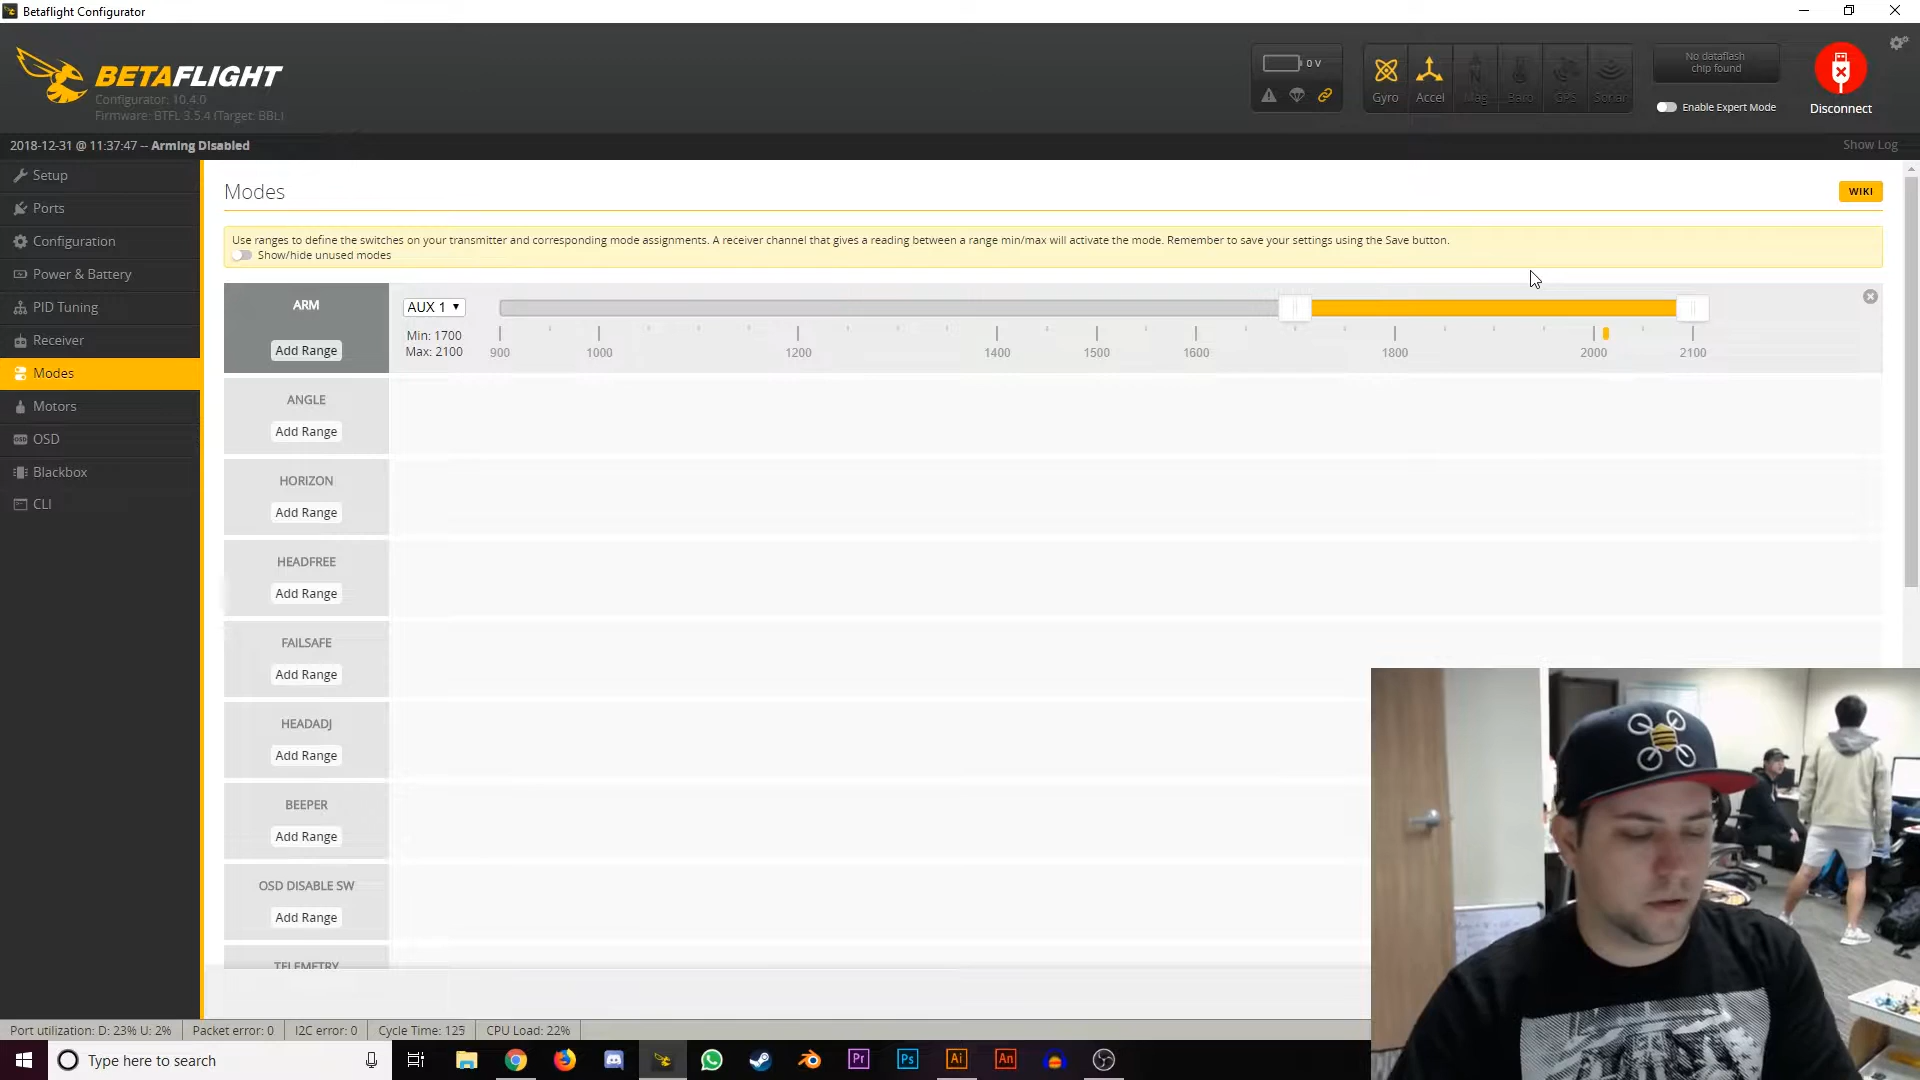 Betaflight Configurator
BETAFLIGHT
Configurator: 10.4.0
Firmware: BTFL 3.5.4 (Target: BBL)
0 V
Gyro Accel Mag Baro GPS Sonar
No dataflash
chip found
Enable Expert Mode
Disconnect
2018-12-31 @ 11:37:47 -- Arming Disabled
Show Log
Setup
Ports
Configuration
Power & Battery
PID Tuning
Receiver
Modes
Motors
OSD
Blackbox
CLI
Modes
WIKI
Use ranges to define the switches on your transmitter and corresponding mode assignments. A receiver channel that gives a reading between a range min/max will activate the mode. Remember to save your settings using the Save button.
Show/hide unused modes
ARM
Add Range
AUX 1
Min: 1700
Max: 2100
900 1000 1200 1400 1500 1600 1800 2000 2100
ANGLE
Add Range
HORIZON
Add Range
HEADFREE
Add Range
FAILSAFE
Add Range
HEADADJ
Add Range
BEEPER
Add Range
OSD DISABLE SW
Add Range
TELEMETRY
Port utilization: D: 23% U: 2% Packet error: 0 I2C error: 0 Cycle Time: 125 CPU Load: 22%
Type here to search
Pr Ps Ai An